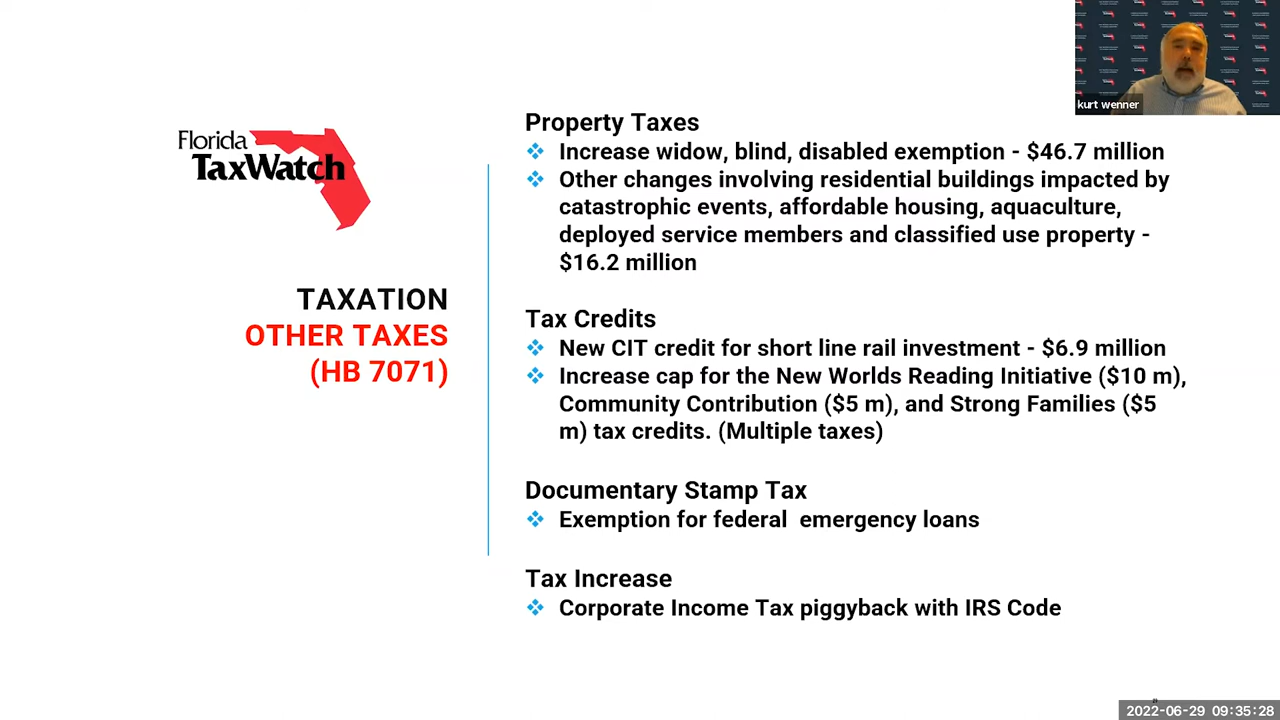 kurt wenner
Florida
TaxWatch
TAXATION
OTHER TAXES
(HB 7071)
Property Taxes
Increase widow, blind, disabled exemption - $46.7 million
Other changes involving residential buildings impacted by
catastrophic events, affordable housing, aquaculture,
deployed service members and classified use property -
$16.2 million
Tax Credits
New CIT credit for short line rail investment - $6.9 million
Increase cap for the New Worlds Reading Initiative ($10 m),
Community Contribution ($5 m), and Strong Families ($5
m) tax credits. (Multiple taxes)
Documentary Stamp Tax
Exemption for federal  emergency loans
Tax Increase
Corporate Income Tax piggyback with IRS Code
2022-06-29 09:35:28